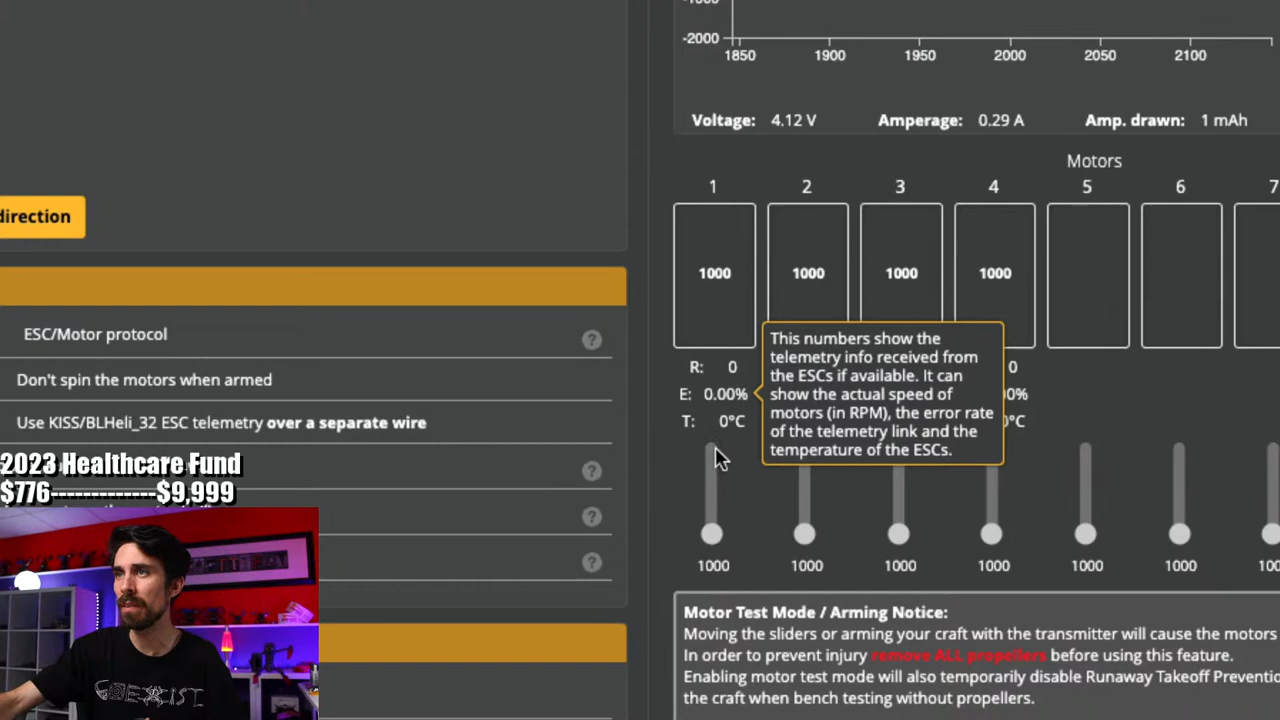 -2000
1850 1900 1950 2000 2050 2100
Voltage: 4.12 V Amperage: 0.29 A Amp. drawn: 1 mAh
Motors
1 2 3 4 5 6 7
1000 1000 1000 1000
direction
ESC/Motor protocol
Don't spin the motors when armed
Use KISS/BLHeli_32 ESC telemetry over a separate wire
2023 Healthcare Fund
$776-------------$9,999
R: 0
E: 0.00%
T: 0°C
This numbers show the
telemetry info received from
the ESCs if available. It can
show the actual speed of
motors (in RPM), the error rate
of the telemetry link and the
temperature of the ESCs.
0
0%
0°C
1000 1000 1000 1000 1000 1000
Motor Test Mode / Arming Notice:
Moving the sliders or arming your craft with the transmitter will cause the motors
In order to prevent injury remove ALL propellers before using this feature.
Enabling motor test mode will also temporarily disable Runaway Takeoff Preventio
the craft when bench testing without propellers.
COEXIST